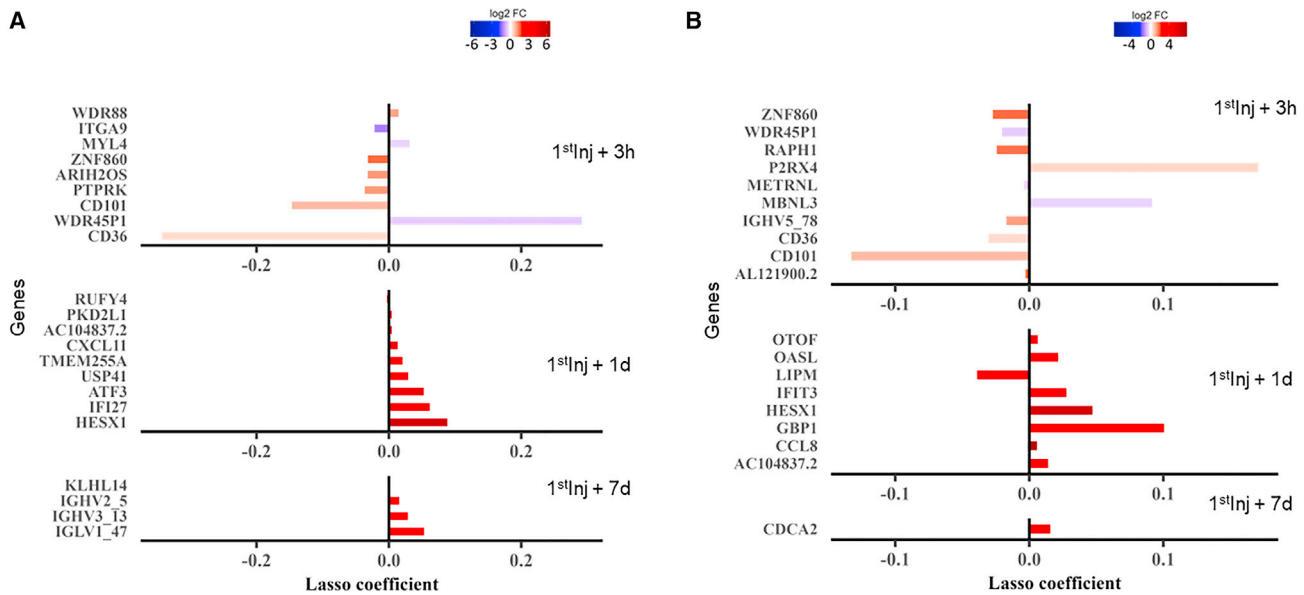 A
log2 FC
-6 -3 0 3 6
WDR88
ITGA9
MYL4
ZNF860
ARIH2OS
PTPRK
CD101
WDR45P1
CD36
1stInj + 3h
-0.2 0.0 0.2
Genes
RUFY4
PKD2L1
AC104837.2
CXCL11
TMEM255A
USP41
ATF3
IFI27
HESX1
1stInj + 1d
-0.2 0.0 0.2
KLHL14
IGHV2_5
IGHV3_13
IGLV1_47
1stInj + 7d
-0.2 0.0 0.2
Lasso coefficient
B
log2 FC
-4 0 4
1stInj + 3h
ZNF860
WDR45P1
RAPH1
P2RX4
METRNL
MBNL3
IGHV5_78
CD36
CD101
AL121900.2
-0.1 0.0 0.1
Genes
OTOF
OASL
LIPM
IFIT3
HESX1
GBP1
CCL8
AC104837.2
1stInj + 1d
-0.1 0.0 0.1
1stInj + 7d
CDCA2
-0.1 0.0 0.1
Lasso coefficient